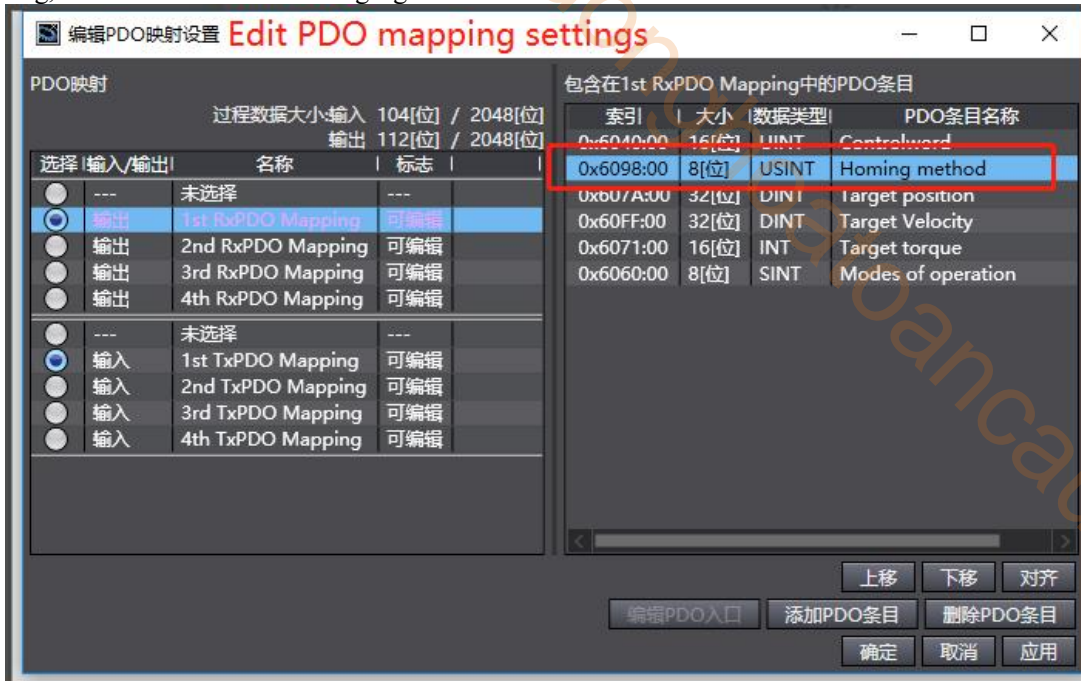 编辑PDO映射设置 Edit PDO mapping settings
PDO映射
过程数据大小:输入 104[位] / 2048[位]
输出 112[位] / 2048[位]
选择 输入/输出 名称 标志
--- 未选择 ---
输出 1st RxPDO Mapping 可编辑
输出 2nd RxPDO Mapping 可编辑
输出 3rd RxPDO Mapping 可编辑
输出 4th RxPDO Mapping 可编辑
--- 未选择 ---
输入 1st TxPDO Mapping 可编辑
输入 2nd TxPDO Mapping 可编辑
输入 3rd TxPDO Mapping 可编辑
输入 4th TxPDO Mapping 可编辑
包含在1st RxPDO Mapping中的PDO条目
索引 大小 数据类型 PDO条目名称
0x6040:00 16[位] UINT Controlword
0x6098:00 8[位] USINT Homing method
0x607A:00 32[位] DINT Target position
0x60FF:00 32[位] DINT Target Velocity
0x6071:00 16[位] INT Target torque
0x6060:00 8[位] SINT Modes of operation
上移 下移 对齐
编辑PDO入口 添加PDO条目 删除PDO条目
确定 取消 应用